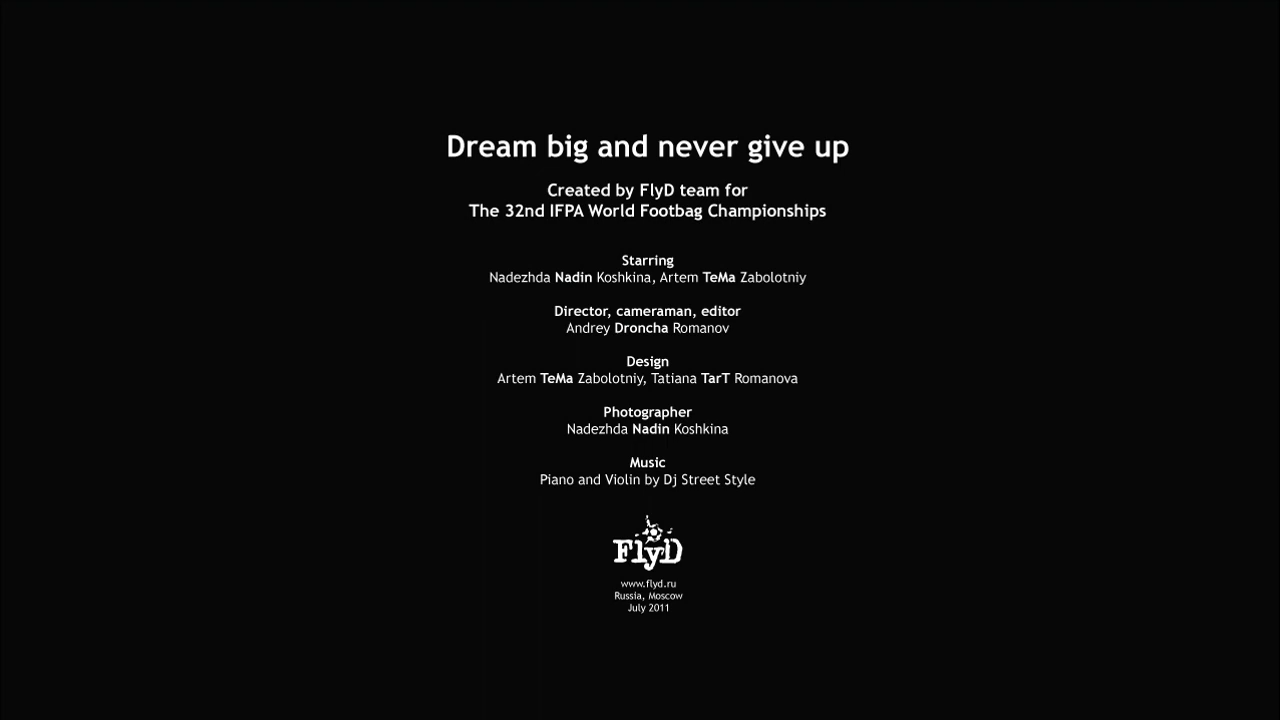 Dream big and never give up
Created by FlyD team for
The 32nd IFPA World Footbag Championships
Starring
Nadezhda Nadin Koshkina, Artem TeMa Zabolotniy
Director, cameraman, editor
Andrey Droncha Romanov
Design
Artem TeMa Zabolotniy, Tatiana TarT Romanova
Photographer
Nadezhda Nadin Koshkina
Music
Piano and Violin by Dj Street Style
FlyD
www.flyd.ru
Russia, Moscow
July 2011